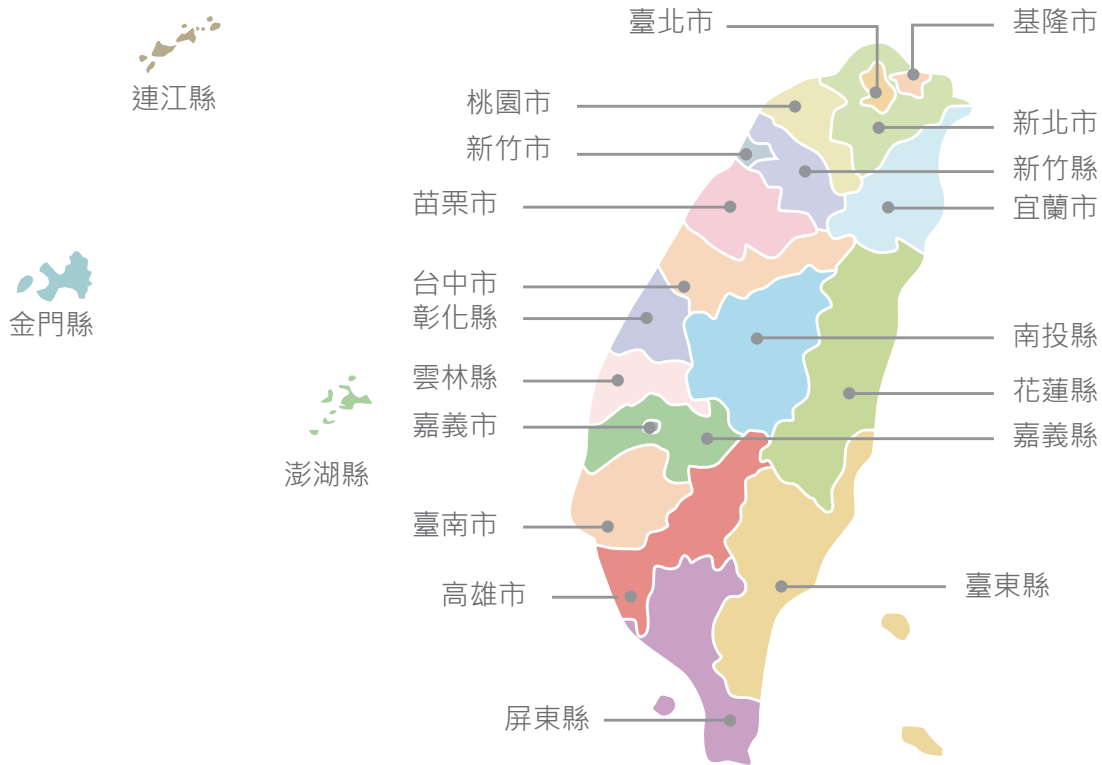 臺北市
基隆市
連江縣
桃園市
新北市
新竹市
新竹縣
苗栗市
宜蘭市
台中市
金門縣
彰化縣
南投縣
雲林縣
花蓮縣
嘉義市
嘉義縣
澎湖縣
臺南市
臺東縣
高雄市
屏東縣